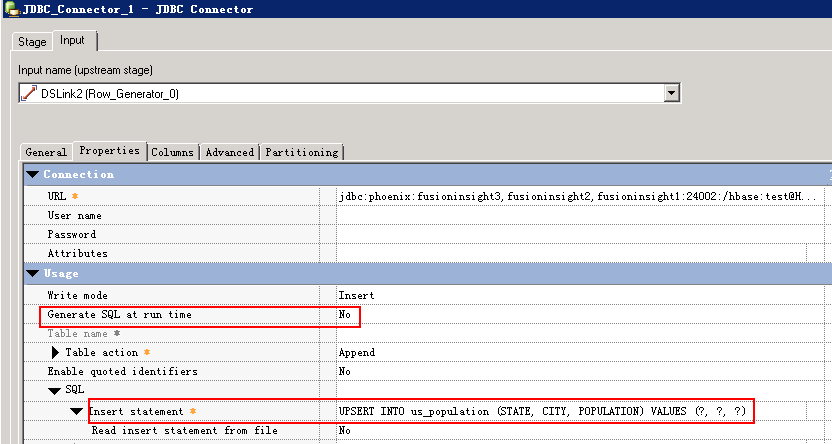 JDBC_Connector_1 - JDBC Connector
Stage Input
Input name (upstream stage)
DSLink2 (Row_Generator_0)
General Properties Columns Advanced Partitioning
Connection
URL * jdbc:phoenix:fusioninsight3,fusioninsight2,fusioninsight1:24002:/hbase:test@H...
User name
Password
Attributes
Usage
Write mode Insert
Generate SQL at run time No
Table name *
Table action * Append
Enable quoted identifiers No
SQL
Insert statement * UPSERT INTO us_population (STATE, CITY, POPULATION) VALUES (?, ?, ?)
Read insert statement from file No